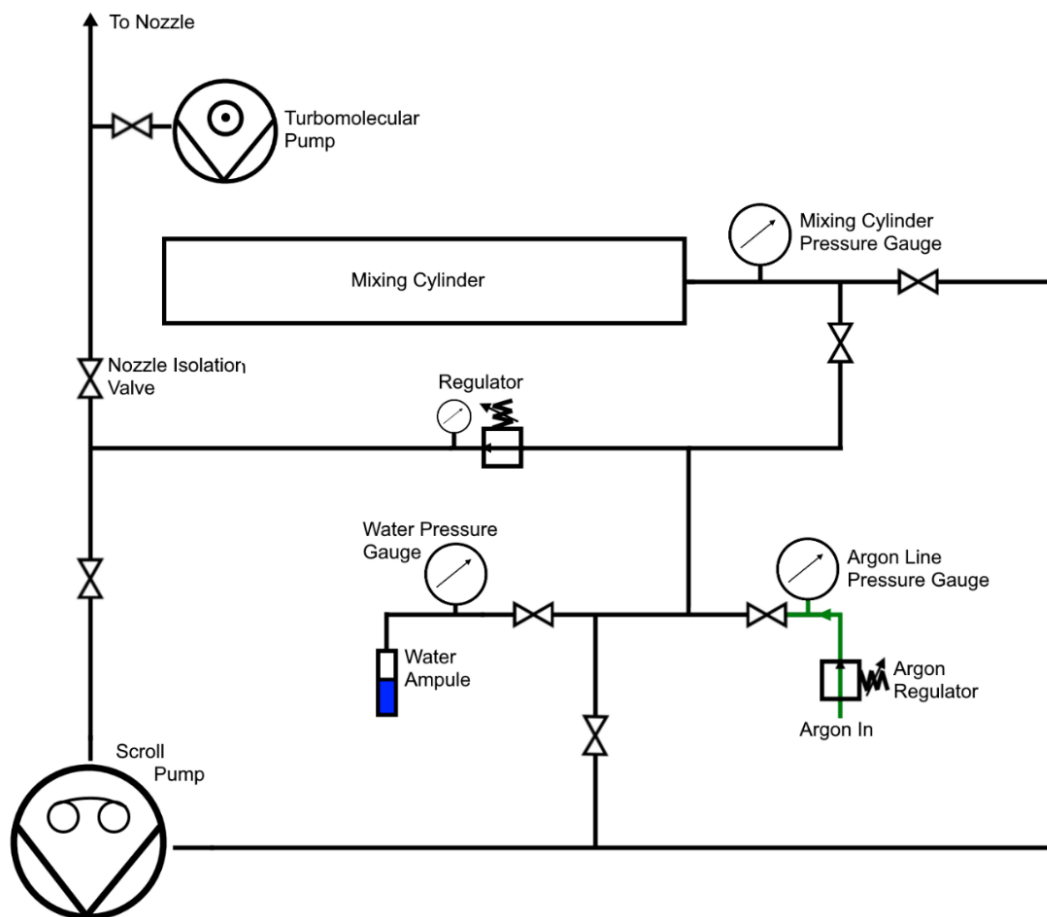 To Nozzle
Turbomolecular
Pump
Mixing Cylinder
Pressure Gauge
Mixing Cylinder
Nozzle Isolation
Valve
Regulator
Water Pressure
Gauge
Argon Line
Pressure Gauge
Water
Ampule
Argon
Regulator
Argon In
Scroll
Pump